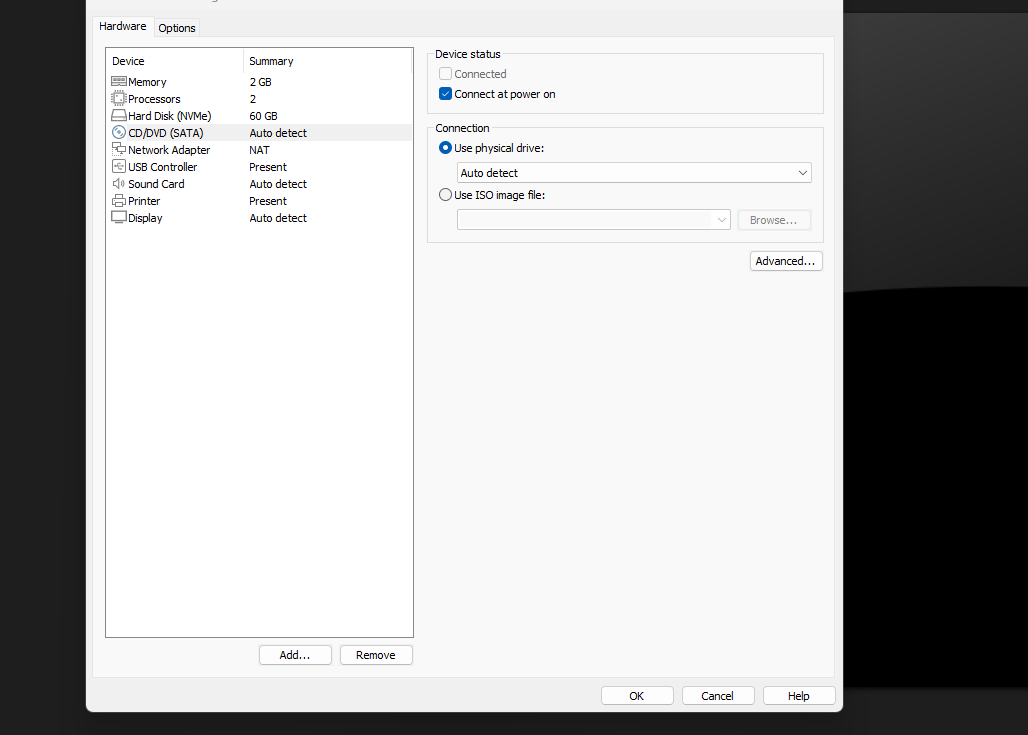 Hardware
Options
Device Summary
Memory 2 GB
Processors 2
Hard Disk (NVMe) 60 GB
CD/DVD (SATA) Auto detect
Network Adapter NAT
USB Controller Present
Sound Card Auto detect
Printer Present
Display Auto detect
Add...
Remove
Device status
Connected
Connect at power on
Connection
Use physical drive:
Auto detect
Use ISO image file:
Browse...
Advanced...
OK
Cancel
Help